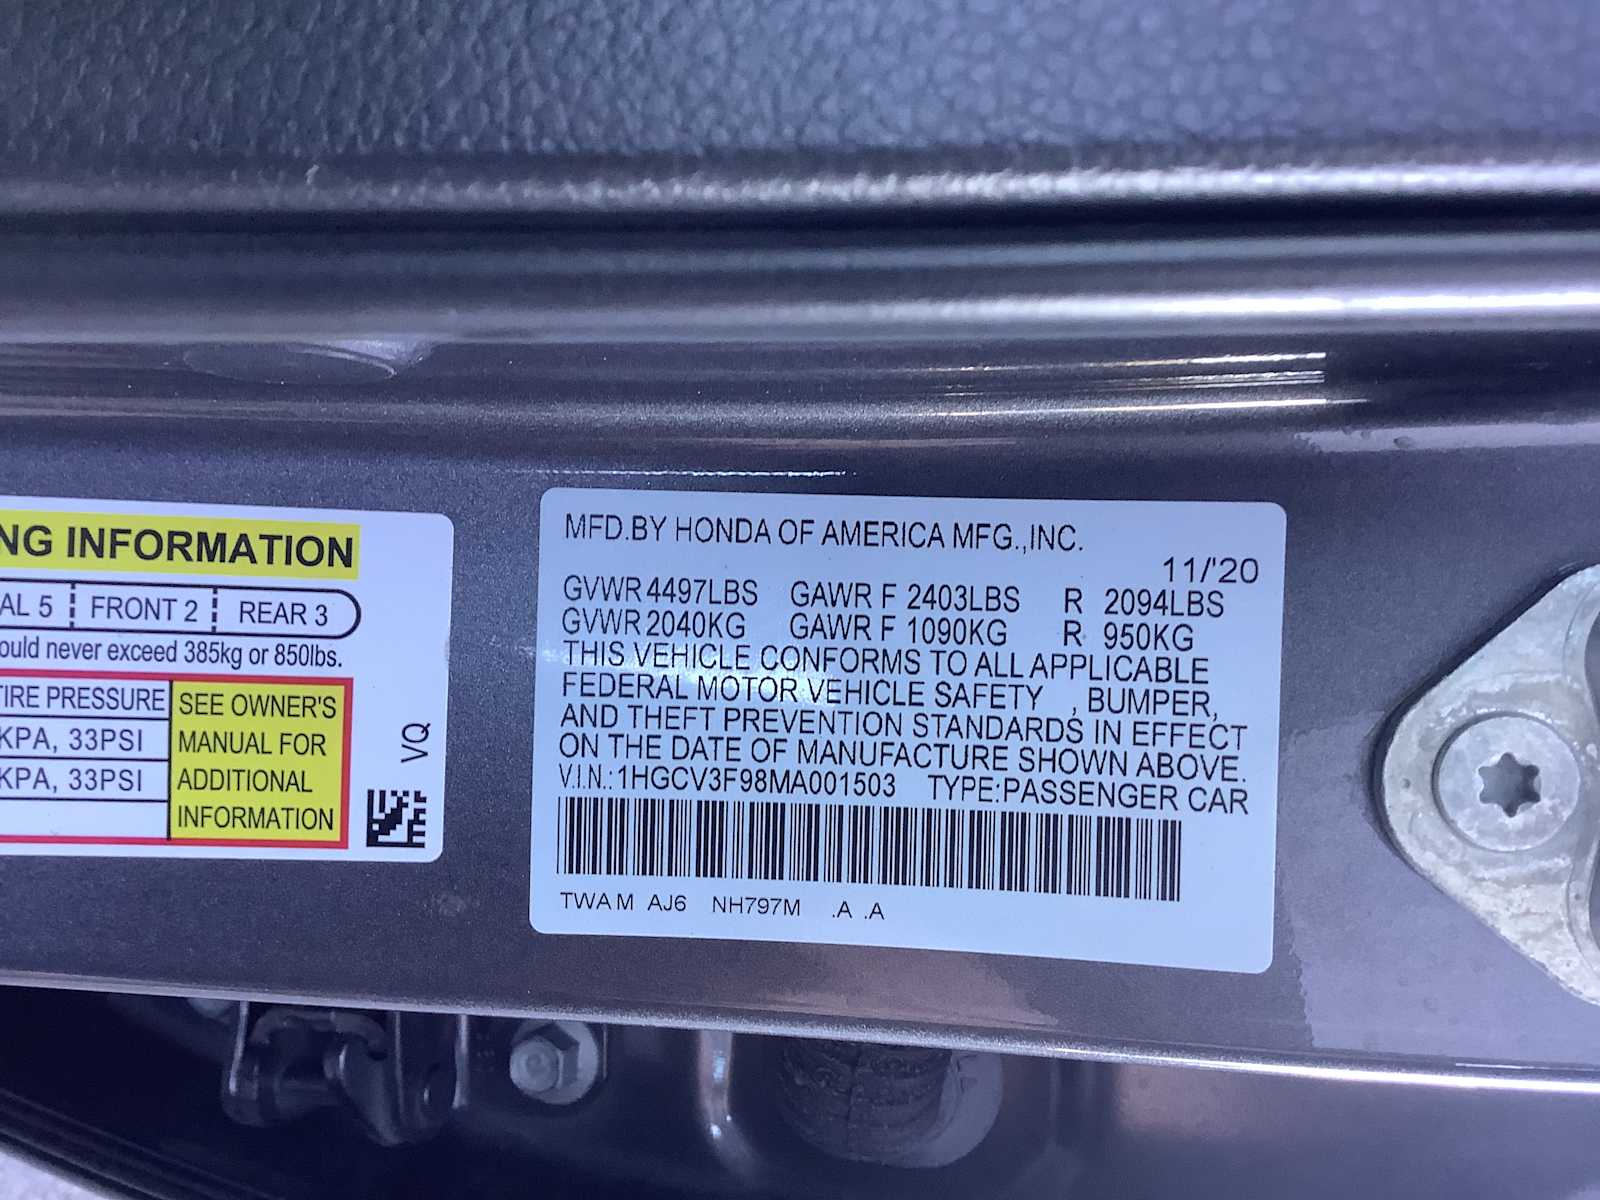 NG INFORMATION
AL 5 FRONT 2 REAR 3
ould never exceed 385kg or 850lbs.
TIRE PRESSURE
KPA, 33PSI
KPA, 33PSI
SEE OWNER'S
MANUAL FOR
ADDITIONAL
INFORMATION
VQ
MFD.BY HONDA OF AMERICA MFG.,INC.
11/'20
GVWR 4497LBS GAWR F 2403LBS R 2094LBS
GVWR 2040KG GAWR F 1090KG R 950KG
THIS VEHICLE CONFORMS TO ALL APPLICABLE
FEDERAL MOTOR VEHICLE SAFETY , BUMPER,
AND THEFT PREVENTION STANDARDS IN EFFECT
ON THE DATE OF MANUFACTURE SHOWN ABOVE.
V.I.N.: 1HGCV3F98MA001503 TYPE:PASSENGER CAR
TWAM AJ6 NH797M .A .A